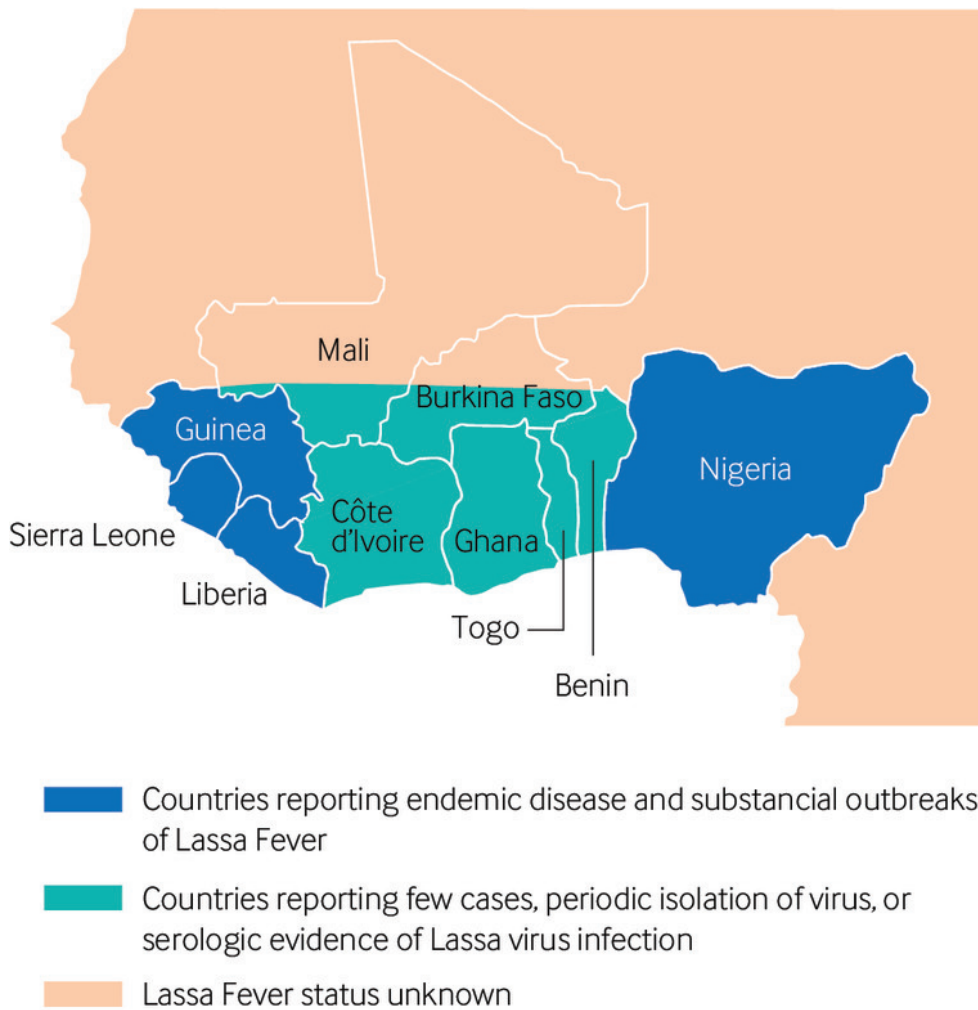 Mali
Burkina Faso
Guinea
Nigeria
Côte
d'Ivoire
Ghana
Sierra Leone
Liberia
Togo
Benin
Countries reporting endemic disease and substancial outbreaks
of Lassa Fever
Countries reporting few cases, periodic isolation of virus, or
serologic evidence of Lassa virus infection
Lassa Fever status unknown